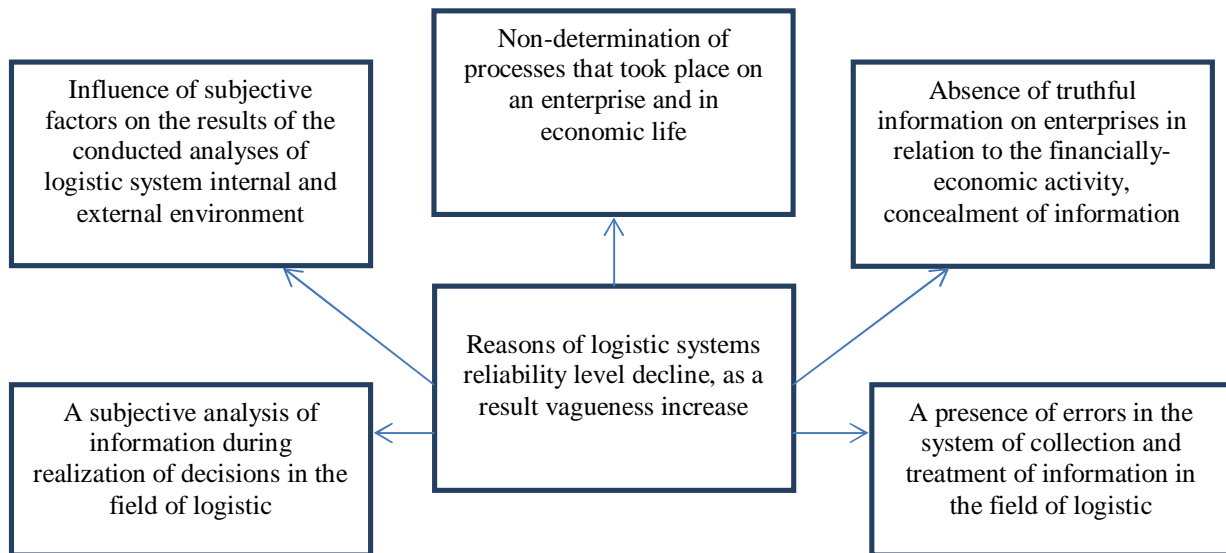 Influence of subjective
factors on the results of the
conducted analyses of
logistic system internal and
external environment
Non-determination of
processes that took place on
an enterprise and in
economic life
Absence of truthful
information on enterprises in
relation to the financially-
economic activity,
concealment of information
Reasons of logistic systems
reliability level decline, as a
result vagueness increase
A subjective analysis of
information during
realization of decisions in the
field of logistic
A presence of errors in the
system of collection and
treatment of information in
the field of logistic